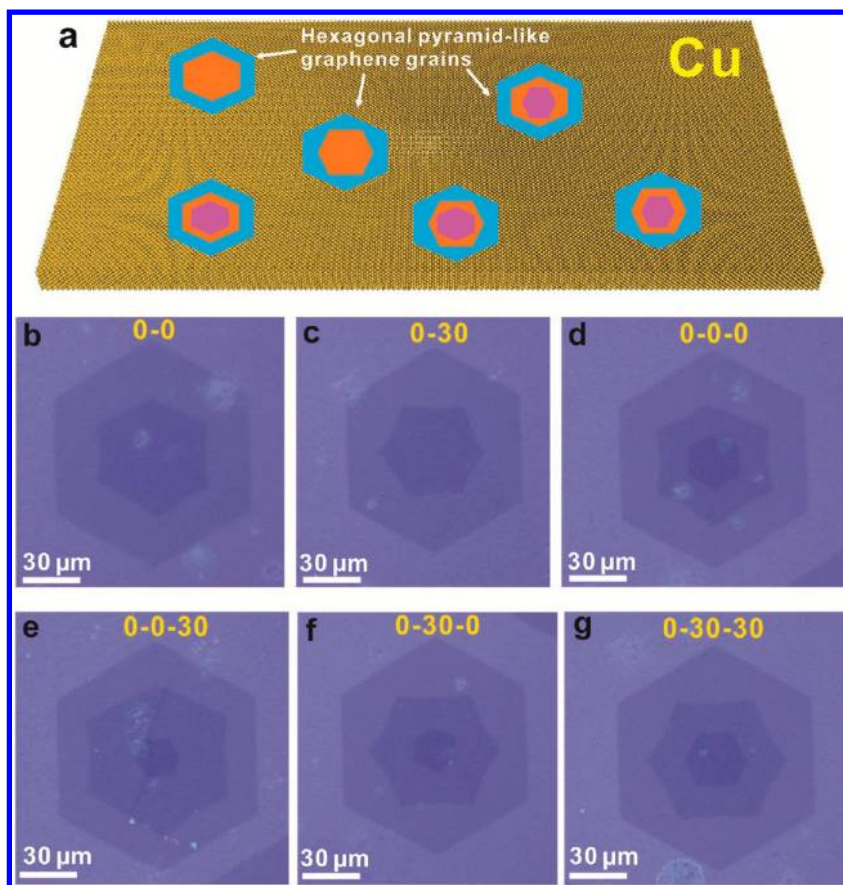 a
Hexagonal pyramid-like
graphene grains
Cu
b
0-0
30 µm
c
0-30
30 µm
d
0-0-0
30 µm
e
0-0-30
30 µm
f
0-30-0
30 µm
g
0-30-30
30 µm